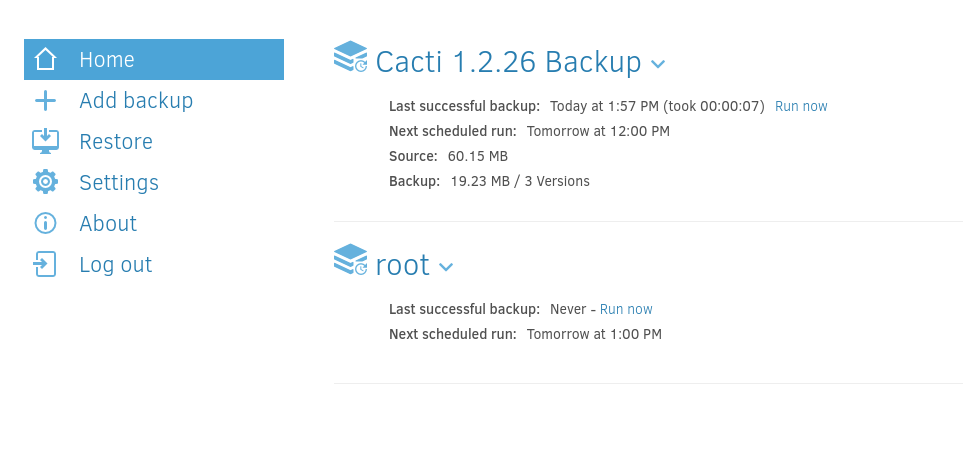 Home
Add backup
Restore
Settings
About
Log out
Cacti 1.2.26 Backup
Last successful backup: Today at 1:57 PM (took 00:00:07) Run now
Next scheduled run: Tomorrow at 12:00 PM
Source: 60.15 MB
Backup: 19.23 MB / 3 Versions
root
Last successful backup: Never - Run now
Next scheduled run: Tomorrow at 1:00 PM